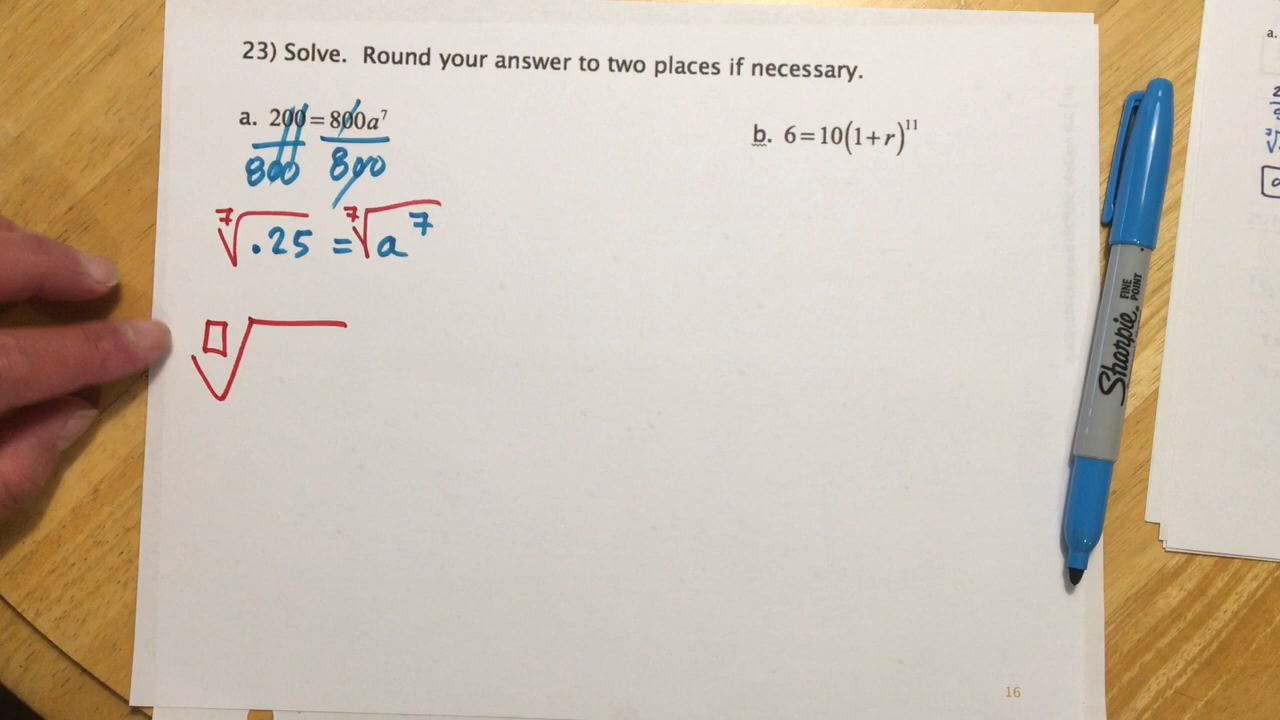 23) Solve. Round your answer to two places if necessary.
a. 200=800a⁷
800 800
b. 6=10(1+r)¹¹
⁷√.25 = ⁷√a⁷
□√
Sharpie.
FINE
POINT
16
a.